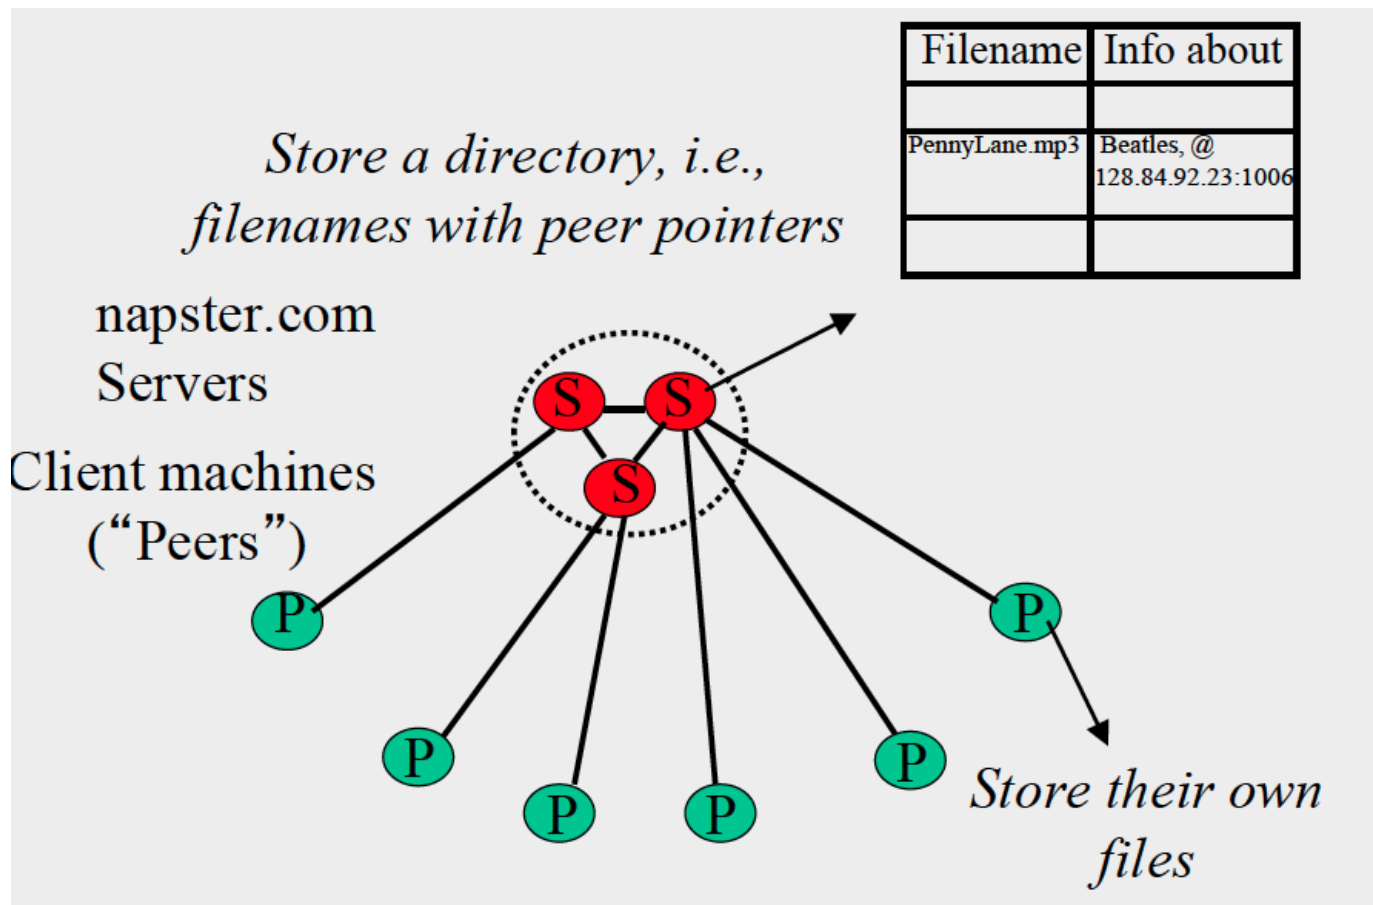 Filename Info about
PennyLane.mp3 Beatles, @
128.84.92.23:1006
Store a directory, i.e.,
filenames with peer pointers
napster.com
Servers
Client machines
(“Peers”)
S S
S
P P
P P
P P
Store their own
files